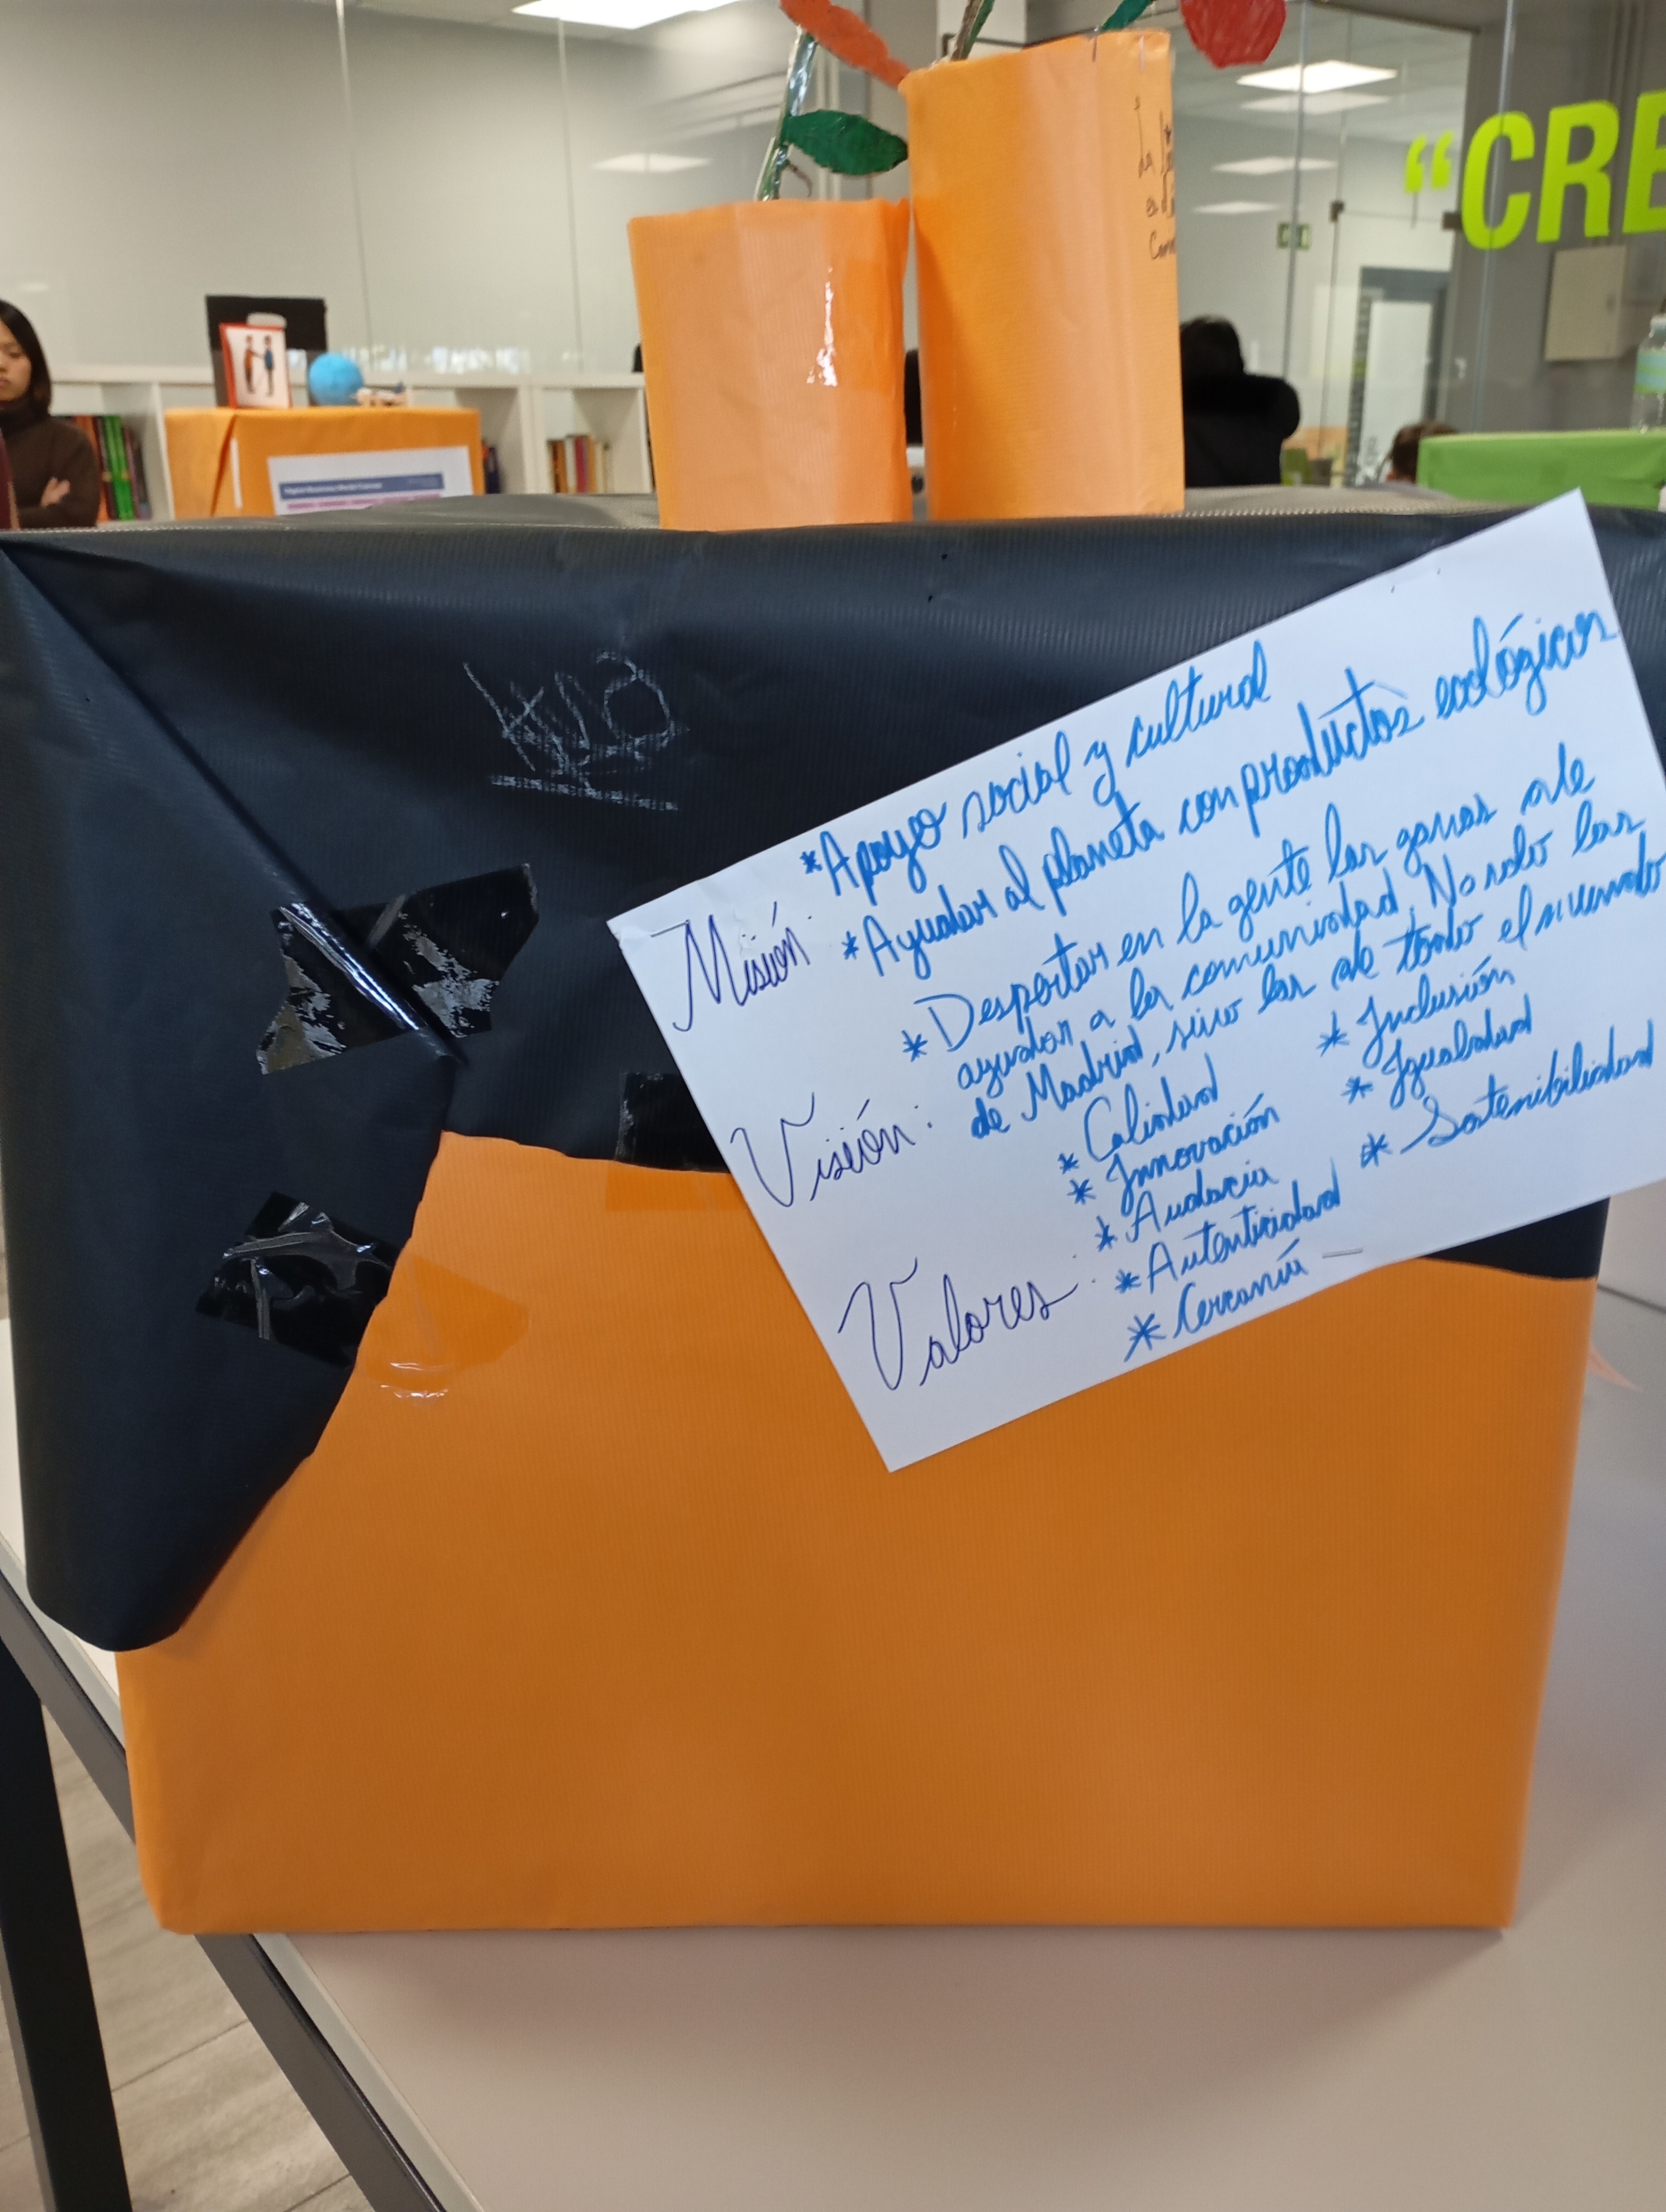 “CRE
Misión:
*Apoyo social y cultural
*Ayudar al planeta con productos ecológicos
Visión:
* Despertar en la gente las ganas de
ayudar a la comunidad. No solo las
de Madrid, sino las de todo el mundo
Valores:
* Calidad
* Innovación
* Audacia
* Autenticidad
* Cercanía
* Inclusión
* Igualdad
* Sostenibilidad